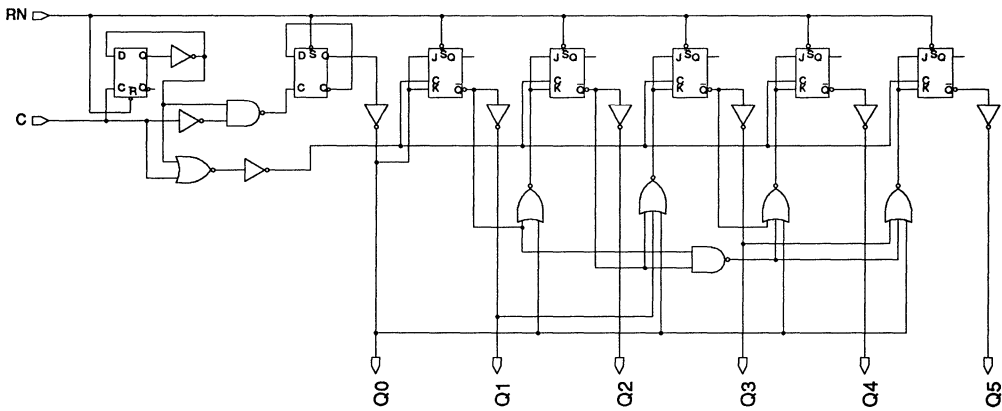 RN
D Q
C Q
R
D S Q
C Q
J S Q
C
K Q
J S Q
C
K Q
J S Q
C
K Q
J S Q
C
K Q
J S Q
C
K Q
C
Q0 Q1 Q2 Q3 Q4 Q5